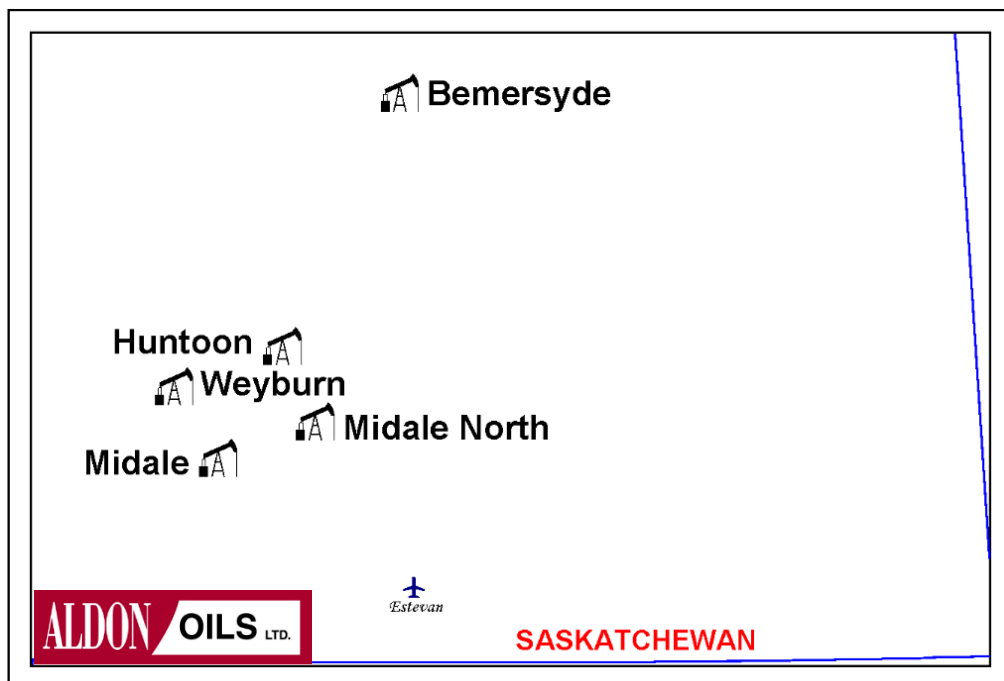 Bemersyde
Huntoon
Weyburn
Midale North
Midale
Estevan
ALDON OILS LTD.
SASKATCHEWAN